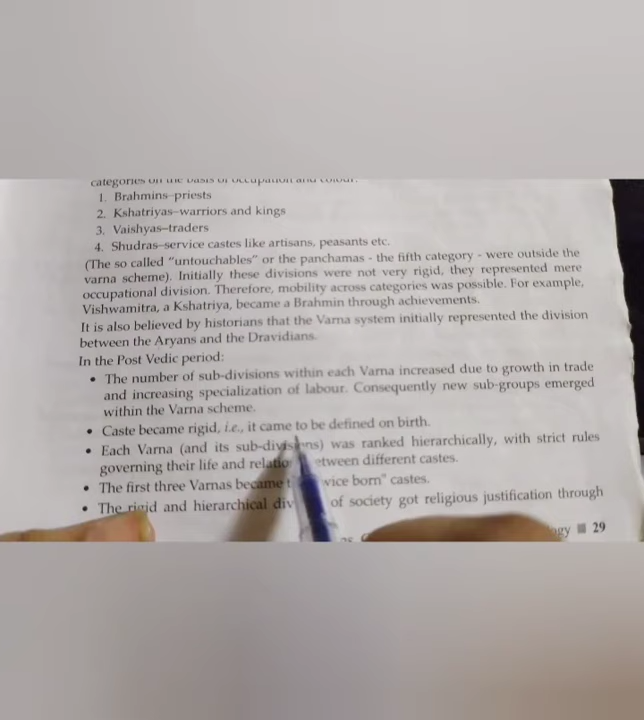 categories on the basis of occupation and colour.
1. Brahmins–priests
2. Kshatriyas–warriors and kings
3. Vaishyas–traders
4. Shudras–service castes like artisans, peasants etc.
(The so called "untouchables" or the panchamas - the fifth category - were outside the
varna scheme). Initially these divisions were not very rigid, they represented mere
occupational division. Therefore, mobility across categories was possible. For example,
Vishwamitra, a Kshatriya, became a Brahmin through achievements.
It is also believed by historians that the Varna system initially represented the division
between the Aryans and the Dravidians.
In the Post Vedic period:
• The number of sub-divisions within each Varna increased due to growth in trade
and increasing specialization of labour. Consequently new sub-groups emerged
within the Varna scheme.
• Caste became rigid, i.e., it came to be defined on birth.
• Each Varna (and its sub-divisions) was ranked hierarchically, with strict rules
governing their life and between different castes.
• The first three Varnas became born" castes.
• The rigid and hierarchical of society got religious justification through
29